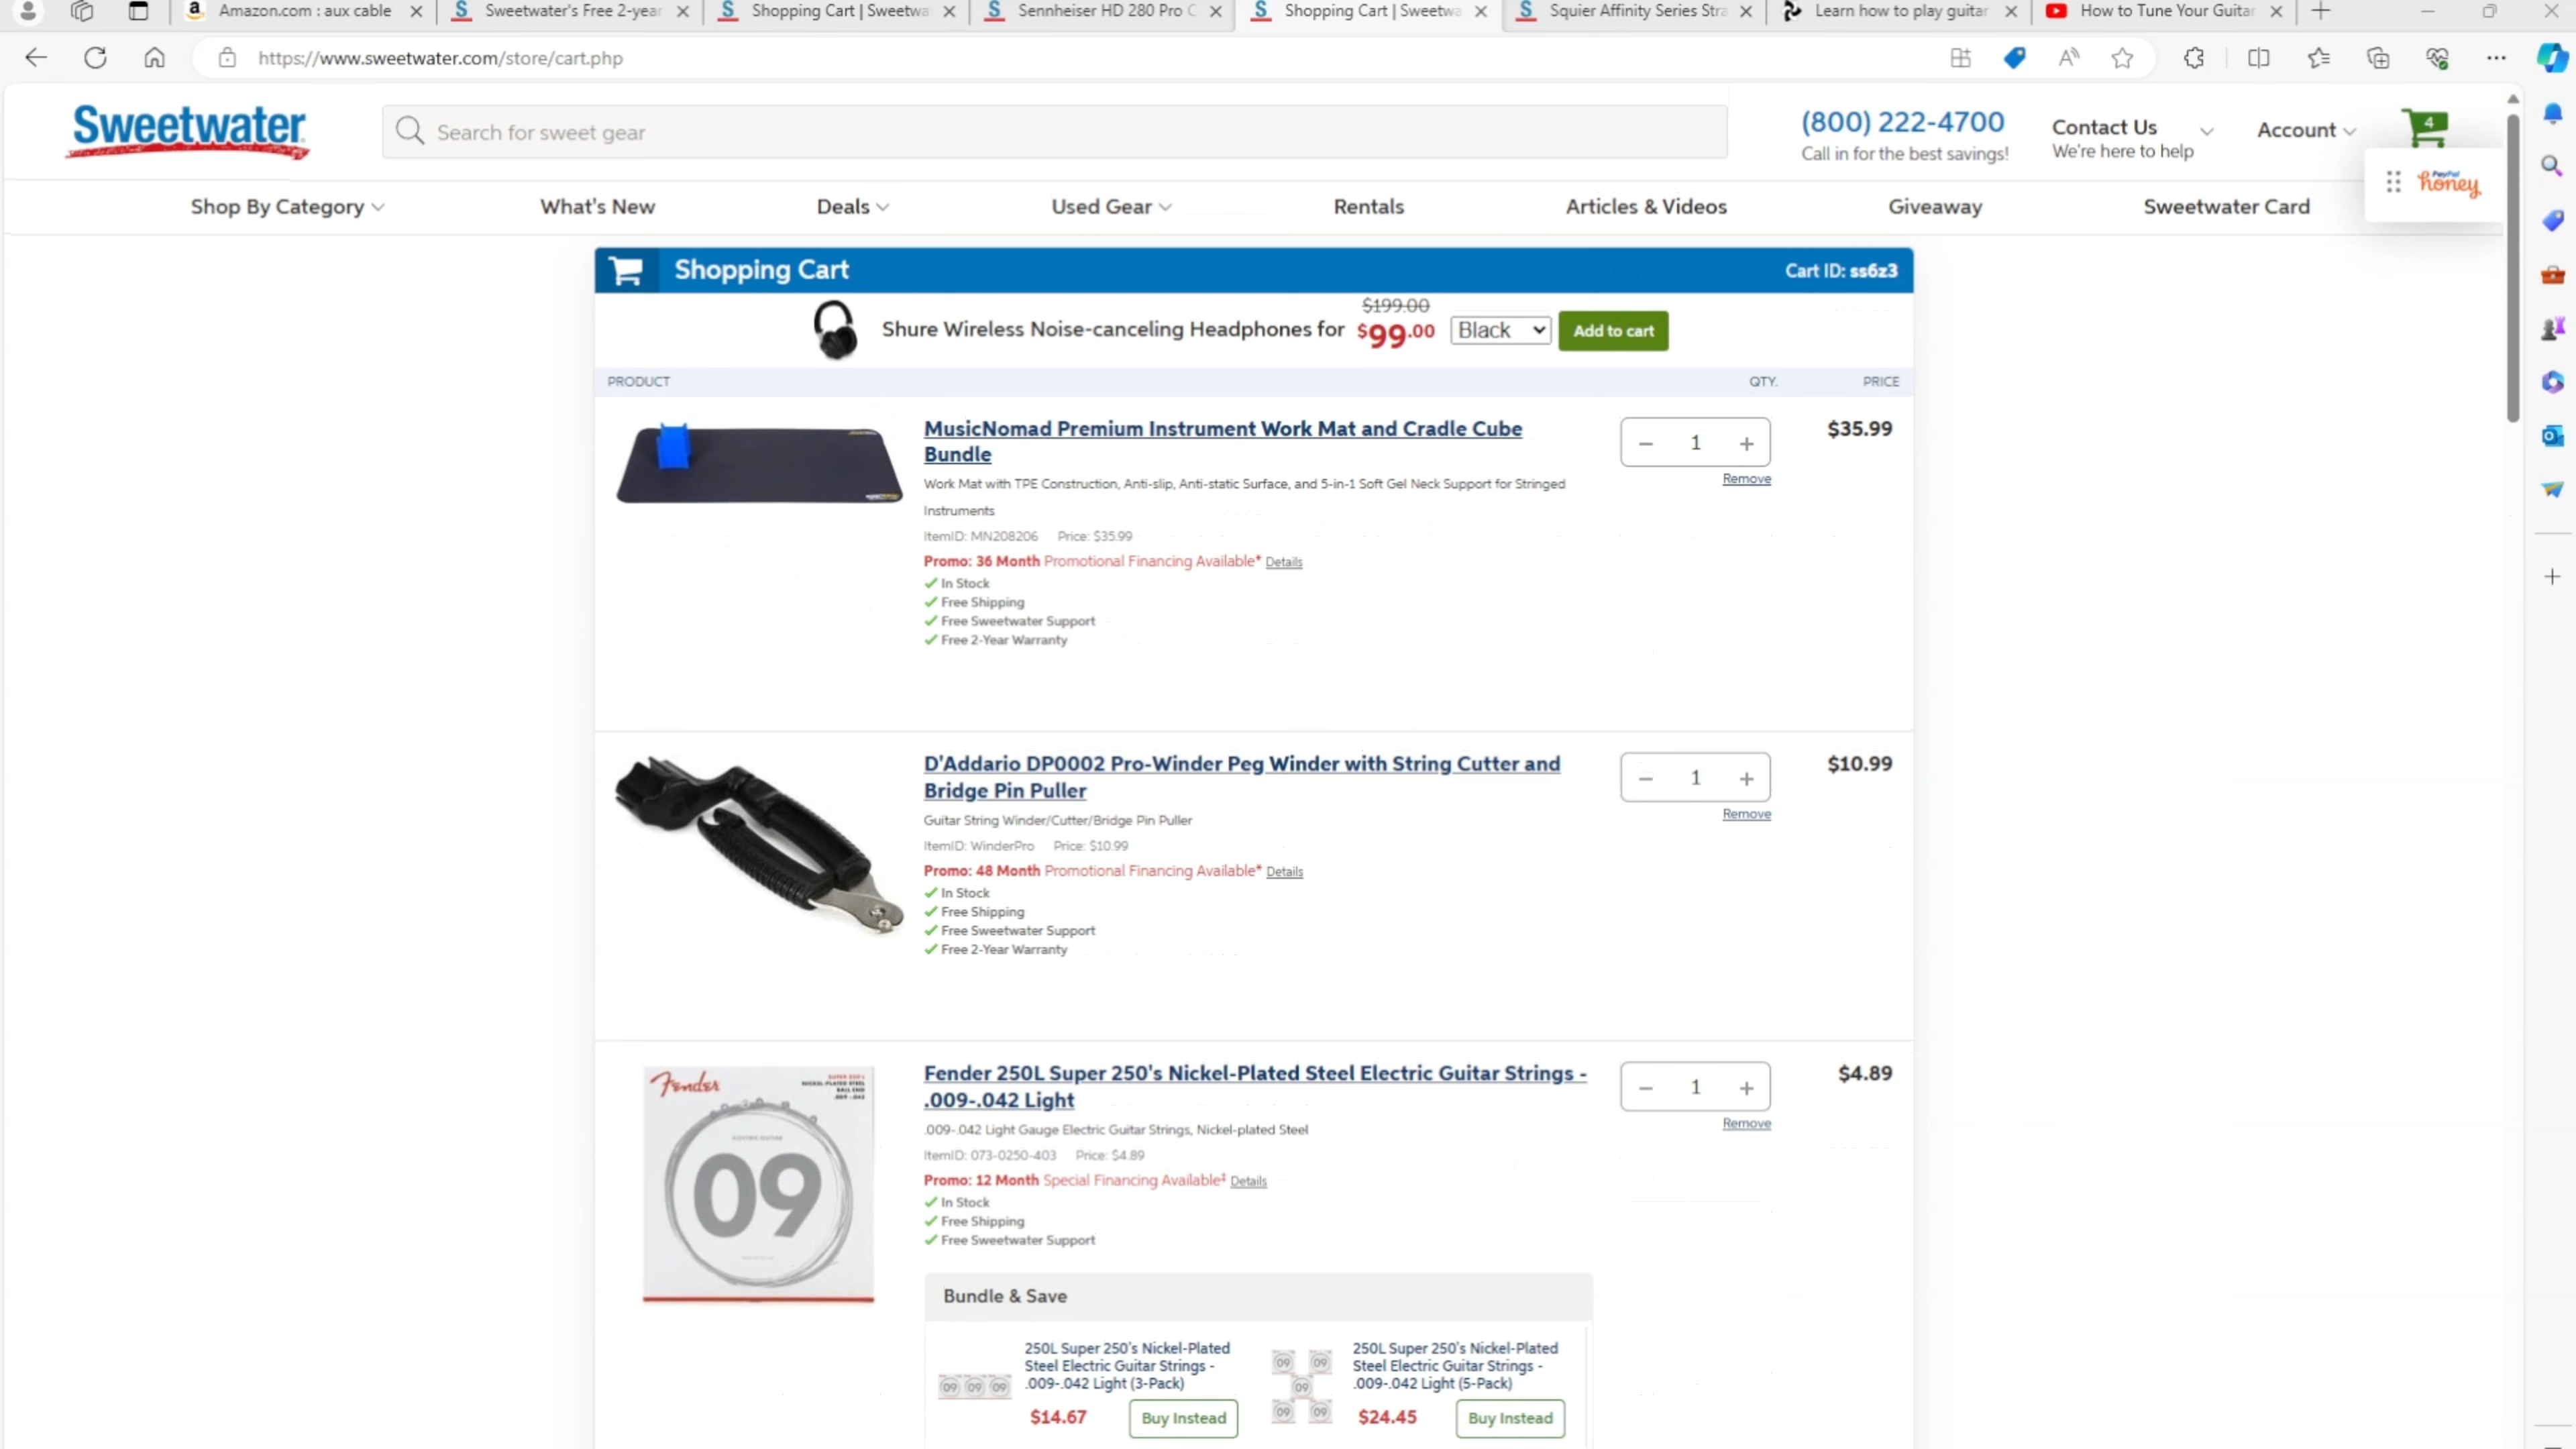 Amazon.com : aux cable
Sweetwater's Free 2-year
Shopping Cart | Sweetwa
Sennheiser HD 280 Pro C
Shopping Cart | Sweetwa
Squier Affinity Series Stra
Learn how to play guitar
How to Tune Your Guitar
https://www.sweetwater.com/store/cart.php
Sweetwater
Search for sweet gear
(800) 222-4700
Call in for the best savings!
Contact Us
We're here to help
Account
4
PayPal
honey
Shop By Category
What's New
Deals
Used Gear
Rentals
Articles & Videos
Giveaway
Sweetwater Card
Shopping Cart
Cart ID: ss6z3
Shure Wireless Noise-canceling Headphones for
$199.00
$99.00
Black
Add to cart
PRODUCT
QTY.
PRICE
MusicNomad Premium Instrument Work Mat and Cradle Cube
Bundle
Work Mat with TPE Construction, Anti-slip, Anti-static Surface, and 5-in-1 Soft Gel Neck Support for Stringed
Instruments
ItemID: MN208206 Price: $35.99
Promo: 36 Month Promotional Financing Available* Details
In Stock
Free Shipping
Free Sweetwater Support
Free 2-Year Warranty
− 1 +
Remove
$35.99
D'Addario DP0002 Pro-Winder Peg Winder with String Cutter and
Bridge Pin Puller
Guitar String Winder/Cutter/Bridge Pin Puller
ItemID: WinderPro Price: $10.99
Promo: 48 Month Promotional Financing Available* Details
In Stock
Free Shipping
Free Sweetwater Support
Free 2-Year Warranty
− 1 +
Remove
$10.99
Fender
09
Fender 250L Super 250's Nickel-Plated Steel Electric Guitar Strings -
.009-.042 Light
.009-.042 Light Gauge Electric Guitar Strings, Nickel-plated Steel
ItemID: 073-0250-403 Price: $4.89
Promo: 12 Month Special Financing Available‡ Details
In Stock
Free Shipping
Free Sweetwater Support
− 1 +
Remove
$4.89
Bundle & Save
09 09 09
250L Super 250's Nickel-Plated
Steel Electric Guitar Strings -
.009-.042 Light (3-Pack)
$14.67
Buy Instead
09 09
09
09 09
250L Super 250's Nickel-Plated
Steel Electric Guitar Strings -
.009-.042 Light (5-Pack)
$24.45
Buy Instead